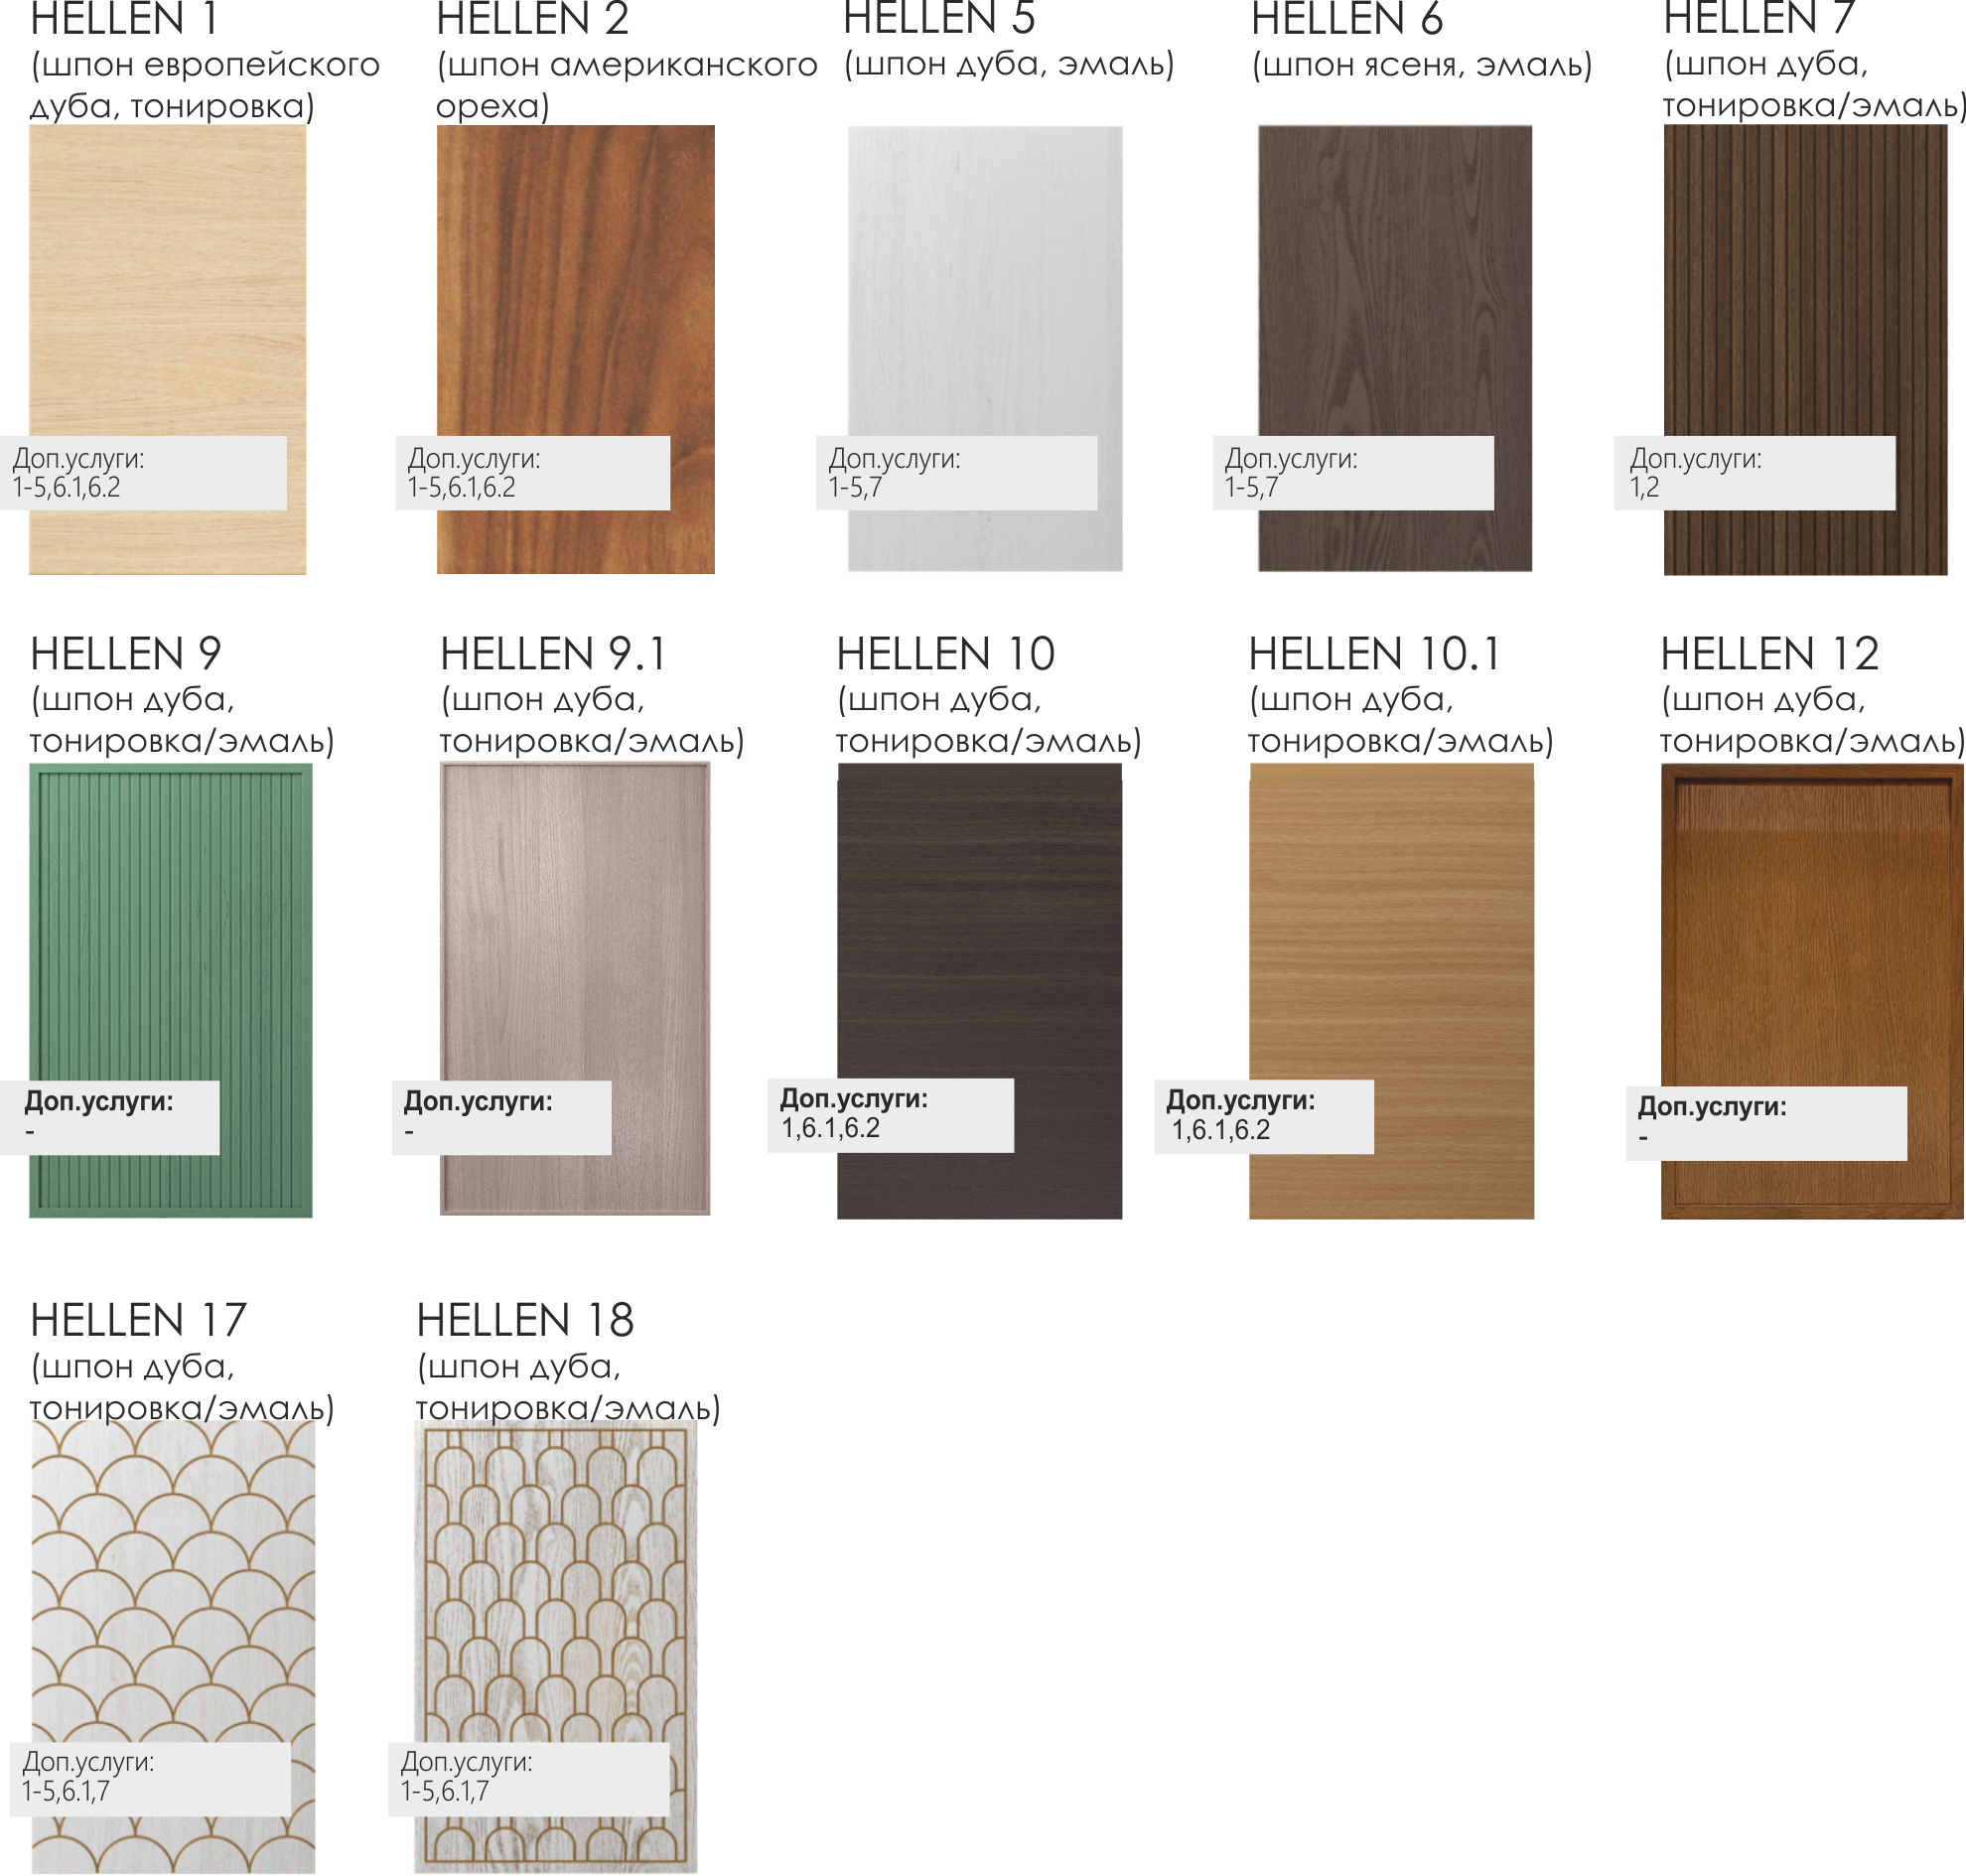 HELLEN 1
(шпон европейского
дуба, тонировка)
HELLEN 2
(шпон американского
ореха)
HELLEN 5
(шпон дуба, эмаль)
HELLEN 6
(шпон ясеня, эмаль)
HELLEN 7
(шпон дуба,
тонировка/эмаль)
Доп.услуги:
1-5,6.1,6.2
Доп.услуги:
1-5,6.1,6.2
Доп.услуги:
1-5,7
Доп.услуги:
1-5,7
Доп.услуги:
1,2
HELLEN 9
(шпон дуба,
тонировка/эмаль)
HELLEN 9.1
(шпон дуба,
тонировка/эмаль)
HELLEN 10
(шпон дуба,
тонировка/эмаль)
HELLEN 10.1
(шпон дуба,
тонировка/эмаль)
HELLEN 12
(шпон дуба,
тонировка/эмаль)
Доп.услуги:
-
Доп.услуги:
-
Доп.услуги:
1,6.1,6.2
Доп.услуги:
1,6.1,6.2
Доп.услуги:
-
HELLEN 17
(шпон дуба,
тонировка/эмаль)
HELLEN 18
(шпон дуба,
тонировка/эмаль)
Доп.услуги:
1-5,6.1,7
Доп.услуги:
1-5,6.1,7